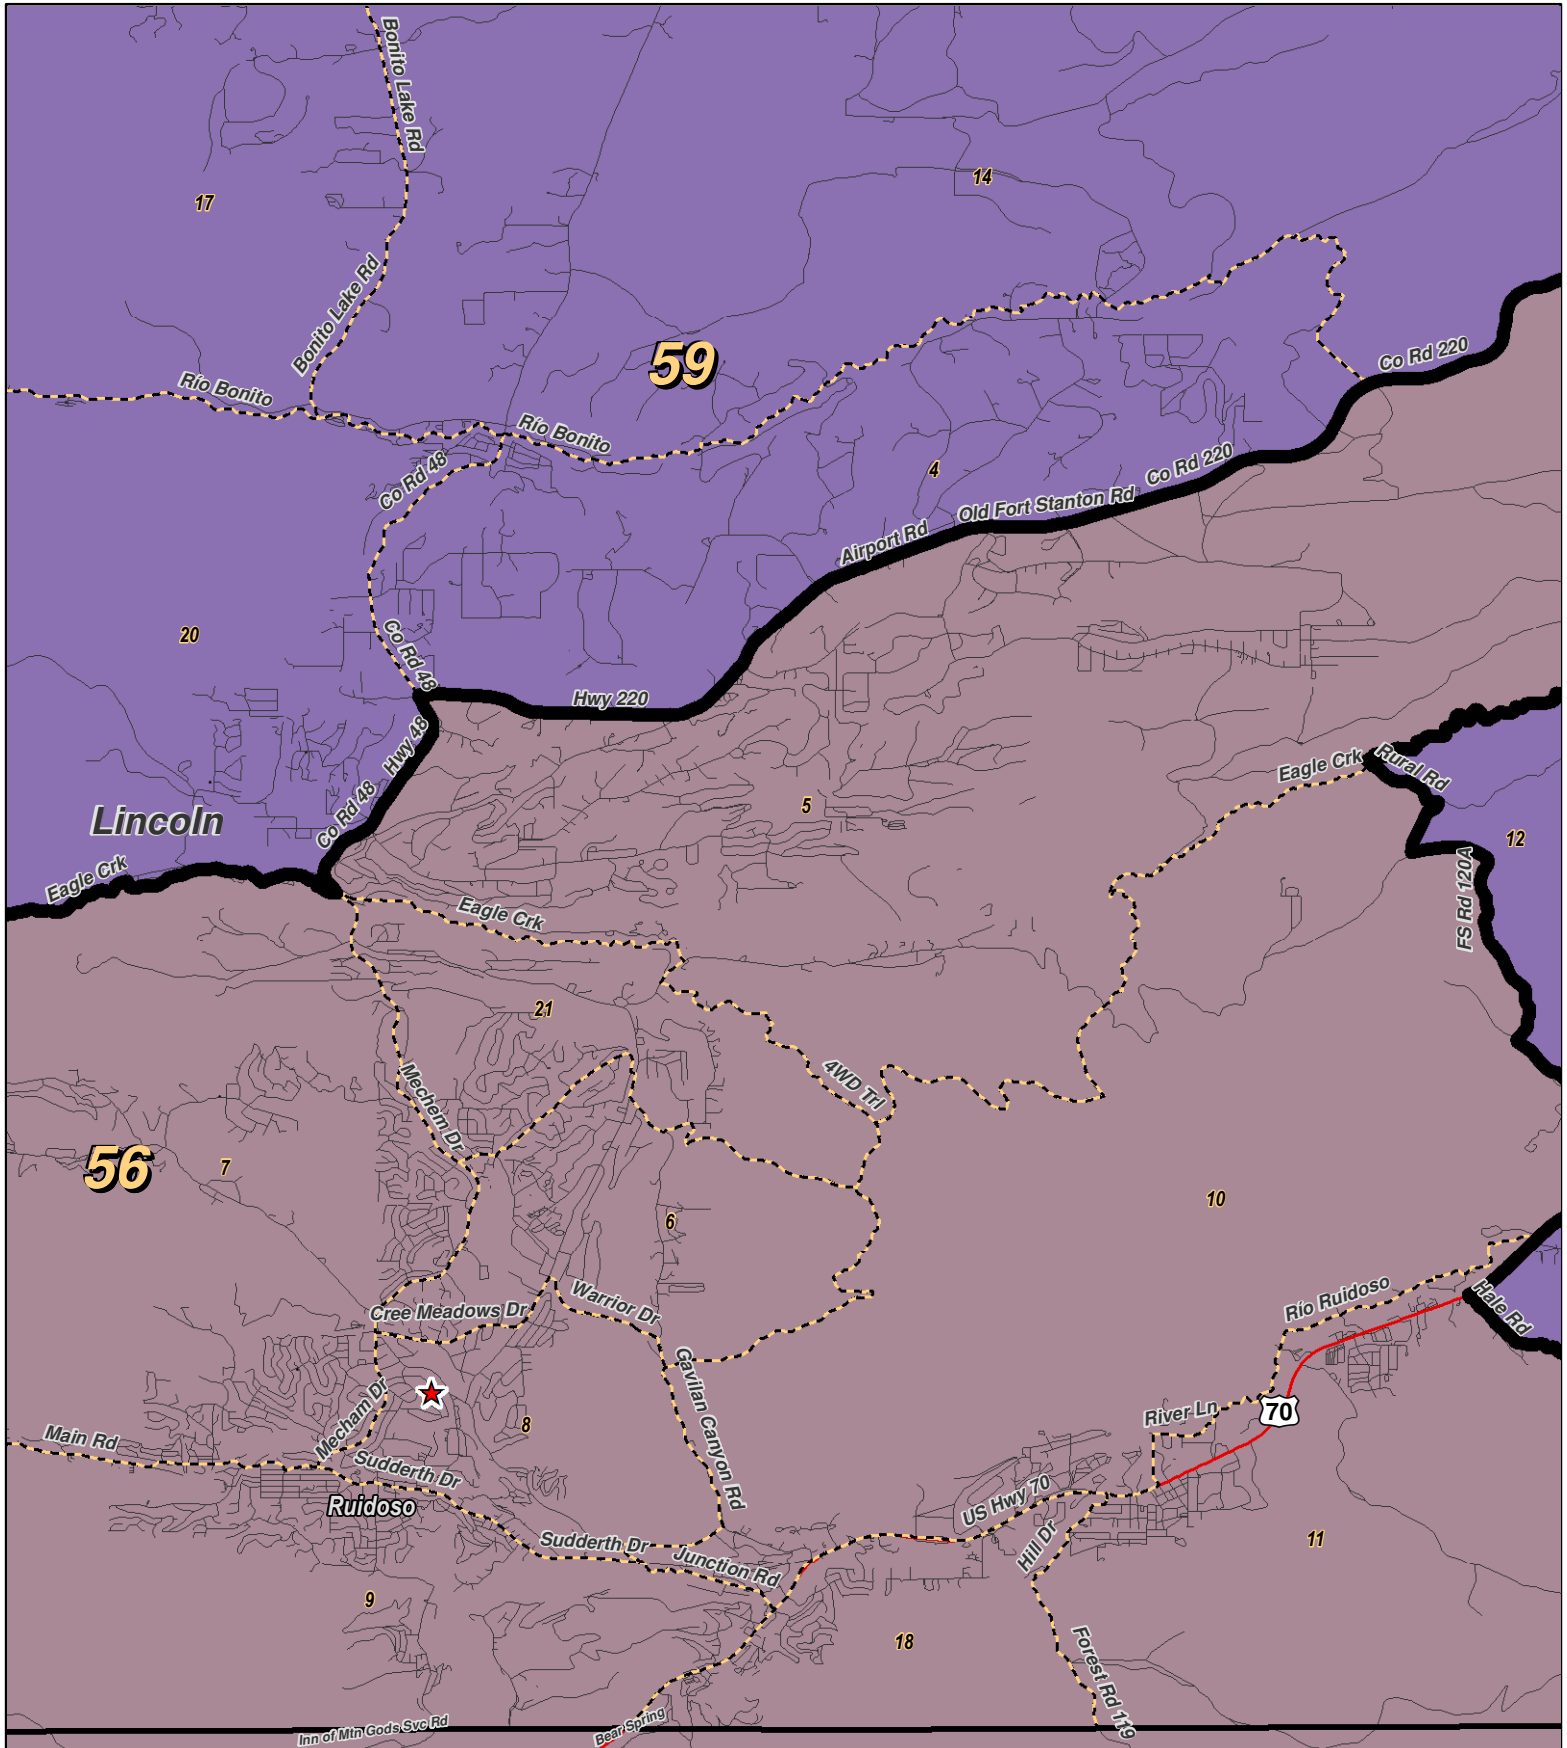 Bonito Lake Rd
17
14
Bonito Lake Rd
59
Co Rd 220
Río Bonito
Río Bonito
Co Rd 48
4
Co Rd 220
Old Fort Stanton Rd
Airport Rd
20
Co Rd 48
Hwy 220
Hwy 48
Eagle Crk
Rural Rd
Co Rd 48
5
Lincoln
12
Eagle Crk
FS Rd 120A
Eagle Crk
21
4WD Trl
Mechem Dr
56
7
10
6
Río Ruidoso
Hale Rd
Cree Meadows Dr
Warrior Dr
Gavilan Canyon Rd
Mecham Dr
River Ln
70
8
Main Rd
Sudderth Dr
Ruidoso
US Hwy 70
Hill Dr
11
Sudderth Dr
Junction Rd
9
18
Forest Rd 119
Inn of Mtn Gods Svc Rd
Bear Spring